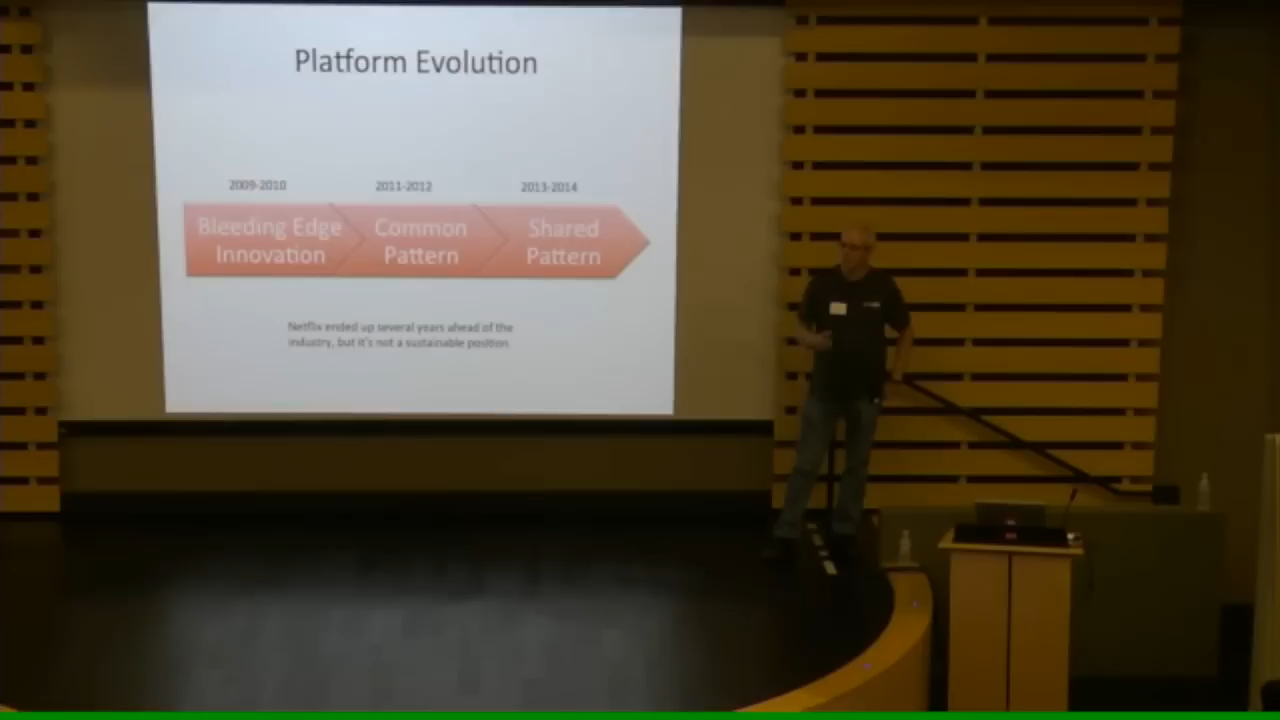 Platform Evolution
2009-2010
2011-2012
2013-2014
Bleeding Edge
Innovation
Common
Pattern
Shared
Pattern
Netflix ended up several years ahead of the
industry, but it's not a sustainable position